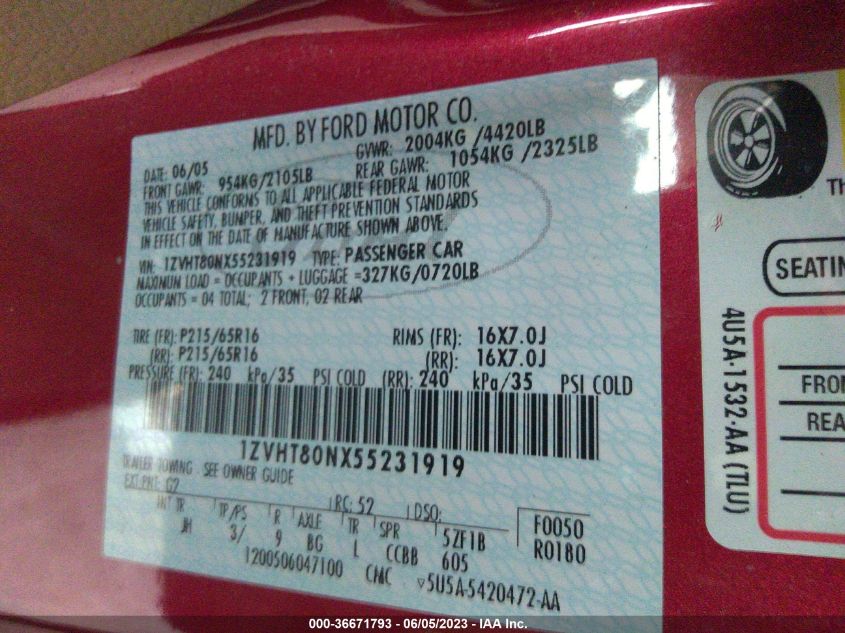 MFD. BY FORD MOTOR CO.
DATE: 06/05 GVWR: 2004KG /4420LB
FRONT GAWR: 954KG/2105LB REAR GAWR: 1054KG /2325LB
THIS VEHICLE CONFORMS TO ALL APPLICABLE FEDERAL MOTOR
VEHICLE SAFETY, BUMPER, AND THEFT PREVENTION STANDARDS
IN EFFECT ON THE DATE OF MANUFACTURE SHOWN ABOVE.
VIN: 1ZVHT80NX55231919 TYPE: PASSENGER CAR
MAXIMUM LOAD = OCCUPANTS + LUGGAGE =327KG/0720LB
OCCUPANTS = 04 TOTAL; 2 FRONT, 02 REAR
TIRE (FR): P215/65R16 RIMS (FR): 16X7.0J
(RR): P215/65R16 (RR): 16X7.0J
PRESSURE (FR): 240 kPa/35 PSI COLD (RR): 240 kPa/35 PSI COLD
1ZVHT80NX55231919
TRAILER TOWING - SEE OWNER GUIDE
EXT PNT: G2 RC: 52 DSO:
INT TR TP/PS R AXLE TR SPR 5ZF1B F0050
JH 3/ 9 BG L CCBB 605 R0180
1200506047100 CMC v5U5A-5420472-AA
Th
SEATIN
4U5A-1532-AA (TLU)
FRON
REA
000-36671793 - 06/05/2023 - IAA Inc.